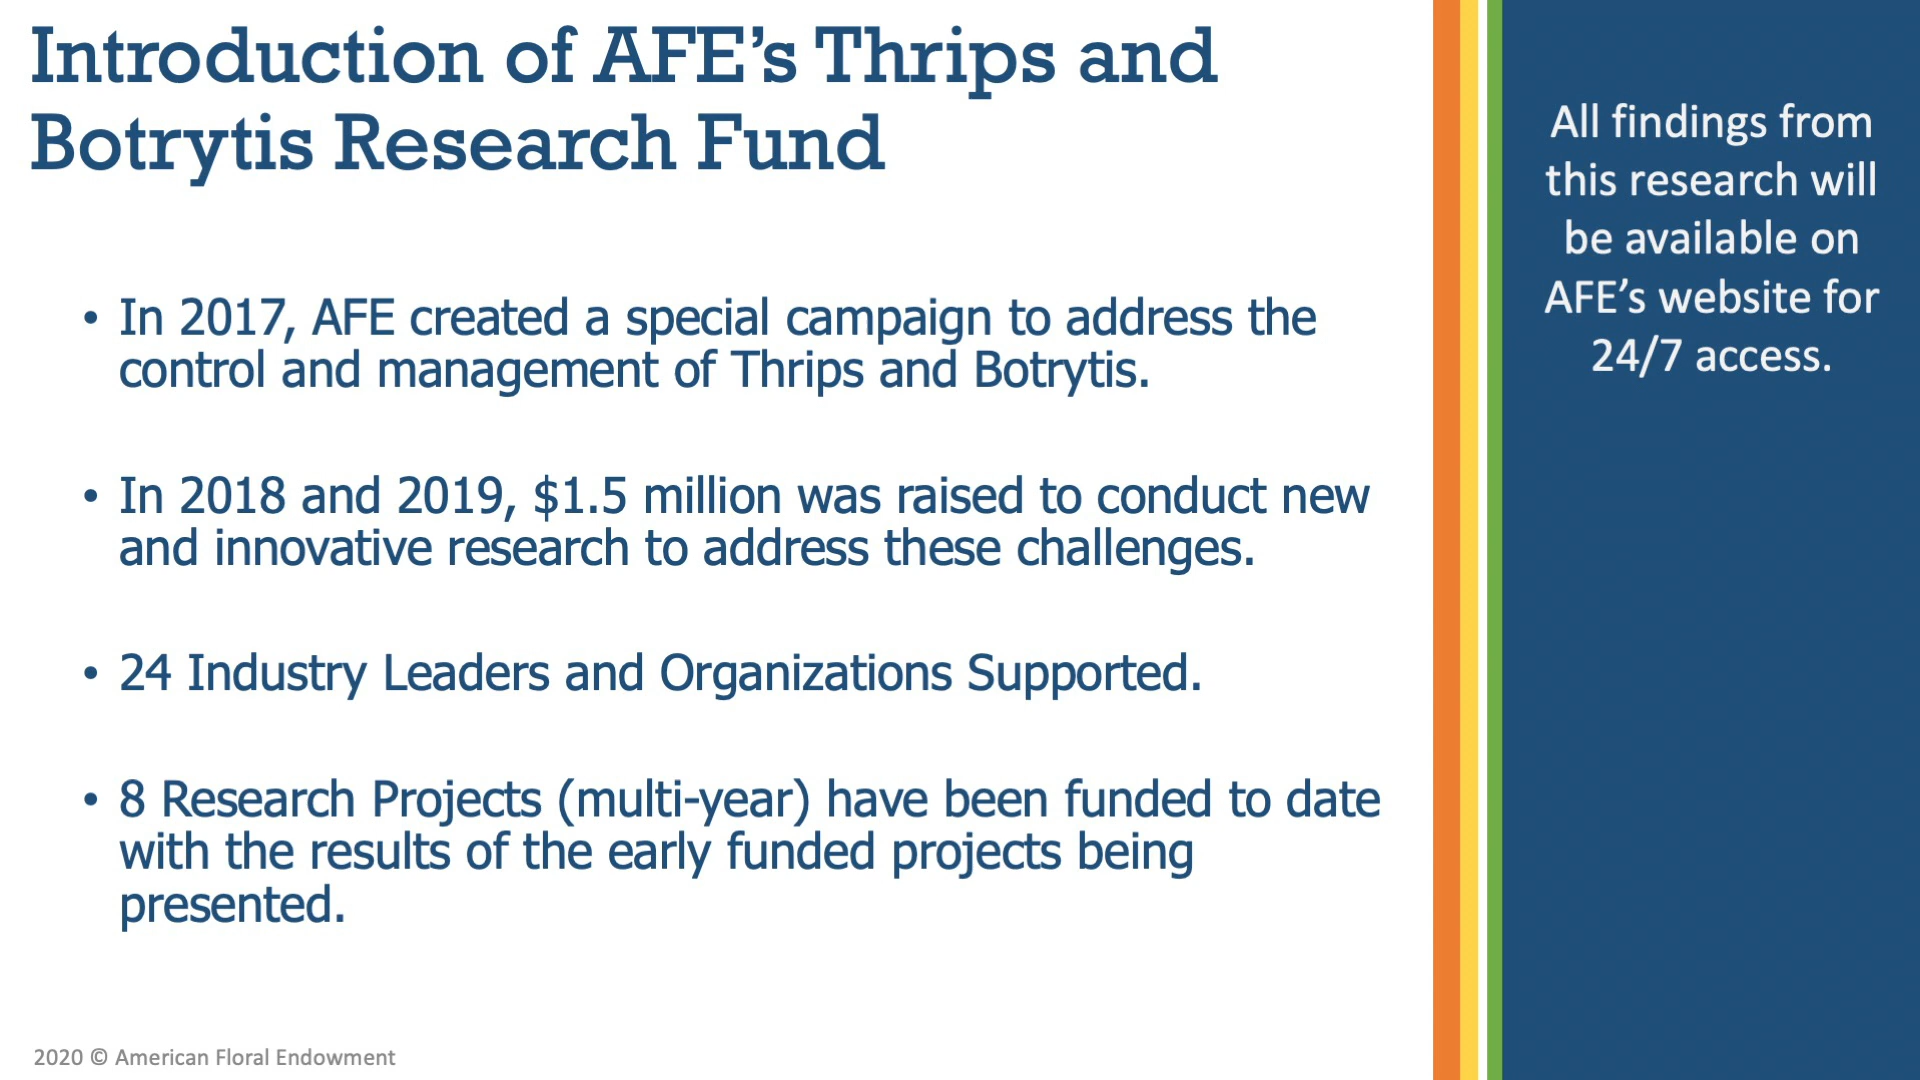 Introduction of AFE’s Thrips and
Botrytis Research Fund
• In 2017, AFE created a special campaign to address the
control and management of Thrips and Botrytis.
• In 2018 and 2019, $1.5 million was raised to conduct new
and innovative research to address these challenges.
• 24 Industry Leaders and Organizations Supported.
• 8 Research Projects (multi-year) have been funded to date
with the results of the early funded projects being
presented.
2020 © American Floral Endowment
All findings from
this research will
be available on
AFE’s website for
24/7 access.